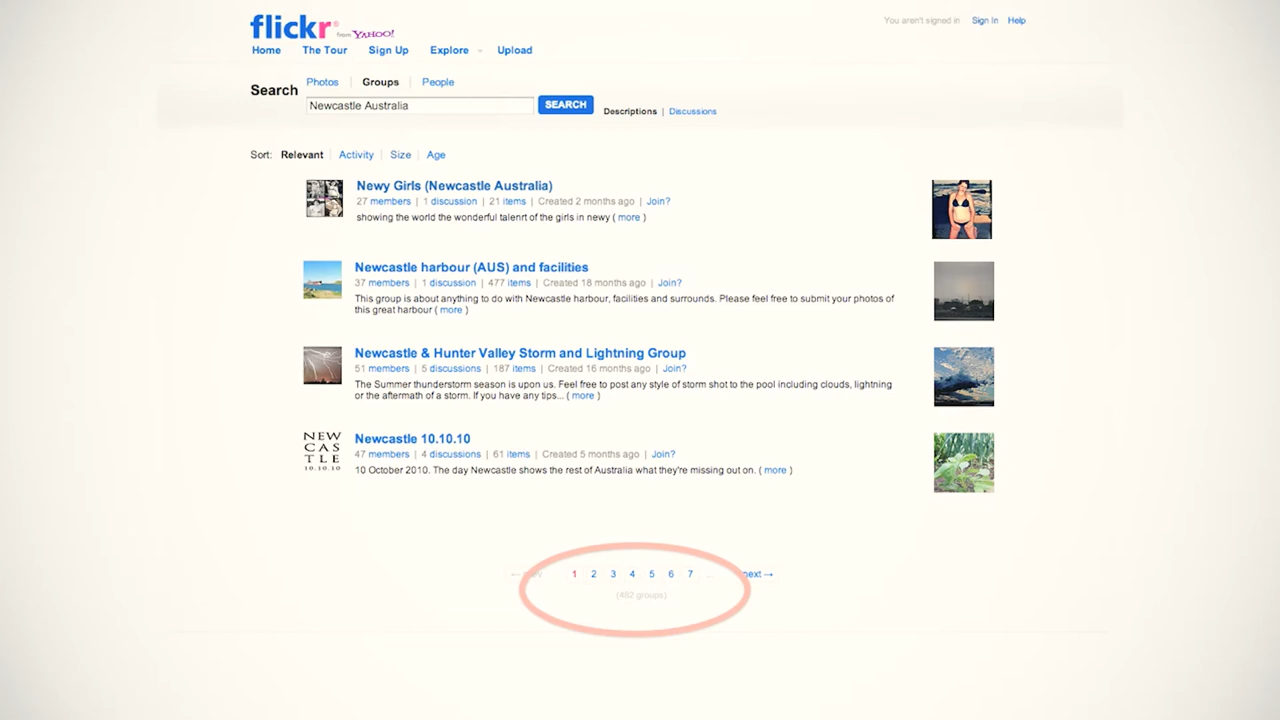 flickr from YAHOO!
You aren't signed in Sign In Help
Home The Tour Sign Up Explore Upload
Search Photos | Groups | People
Newcastle Australia SEARCH Descriptions | Discussions
Sort: Relevant | Activity | Size | Age
Newy Girls (Newcastle Australia)
27 members | 1 discussion | 21 items | Created 2 months ago | Join?
showing the world the wonderful talenrt of the girls in newy ( more )
Newcastle harbour (AUS) and facilities
37 members | 1 discussion | 477 items | Created 18 months ago | Join?
This group is about anything to do with Newcastle harbour, facilities and surrounds. Please feel free to submit your photos of
this great harbour ( more )
Newcastle & Hunter Valley Storm and Lightning Group
51 members | 5 discussions | 187 items | Created 16 months ago | Join?
The Summer thunderstorm season is upon us. Feel free to post any style of storm shot to the pool including clouds, lightning
or the aftermath of a storm. If you have any tips... ( more )
NEW
CAS
TLE
10.10.10
Newcastle 10.10.10
47 members | 4 discussions | 61 items | Created 5 months ago | Join?
10 October 2010. The day Newcastle shows the rest of Australia what they're missing out on. ( more )
← prev 1 2 3 4 5 6 7 ... next →
(482 groups)